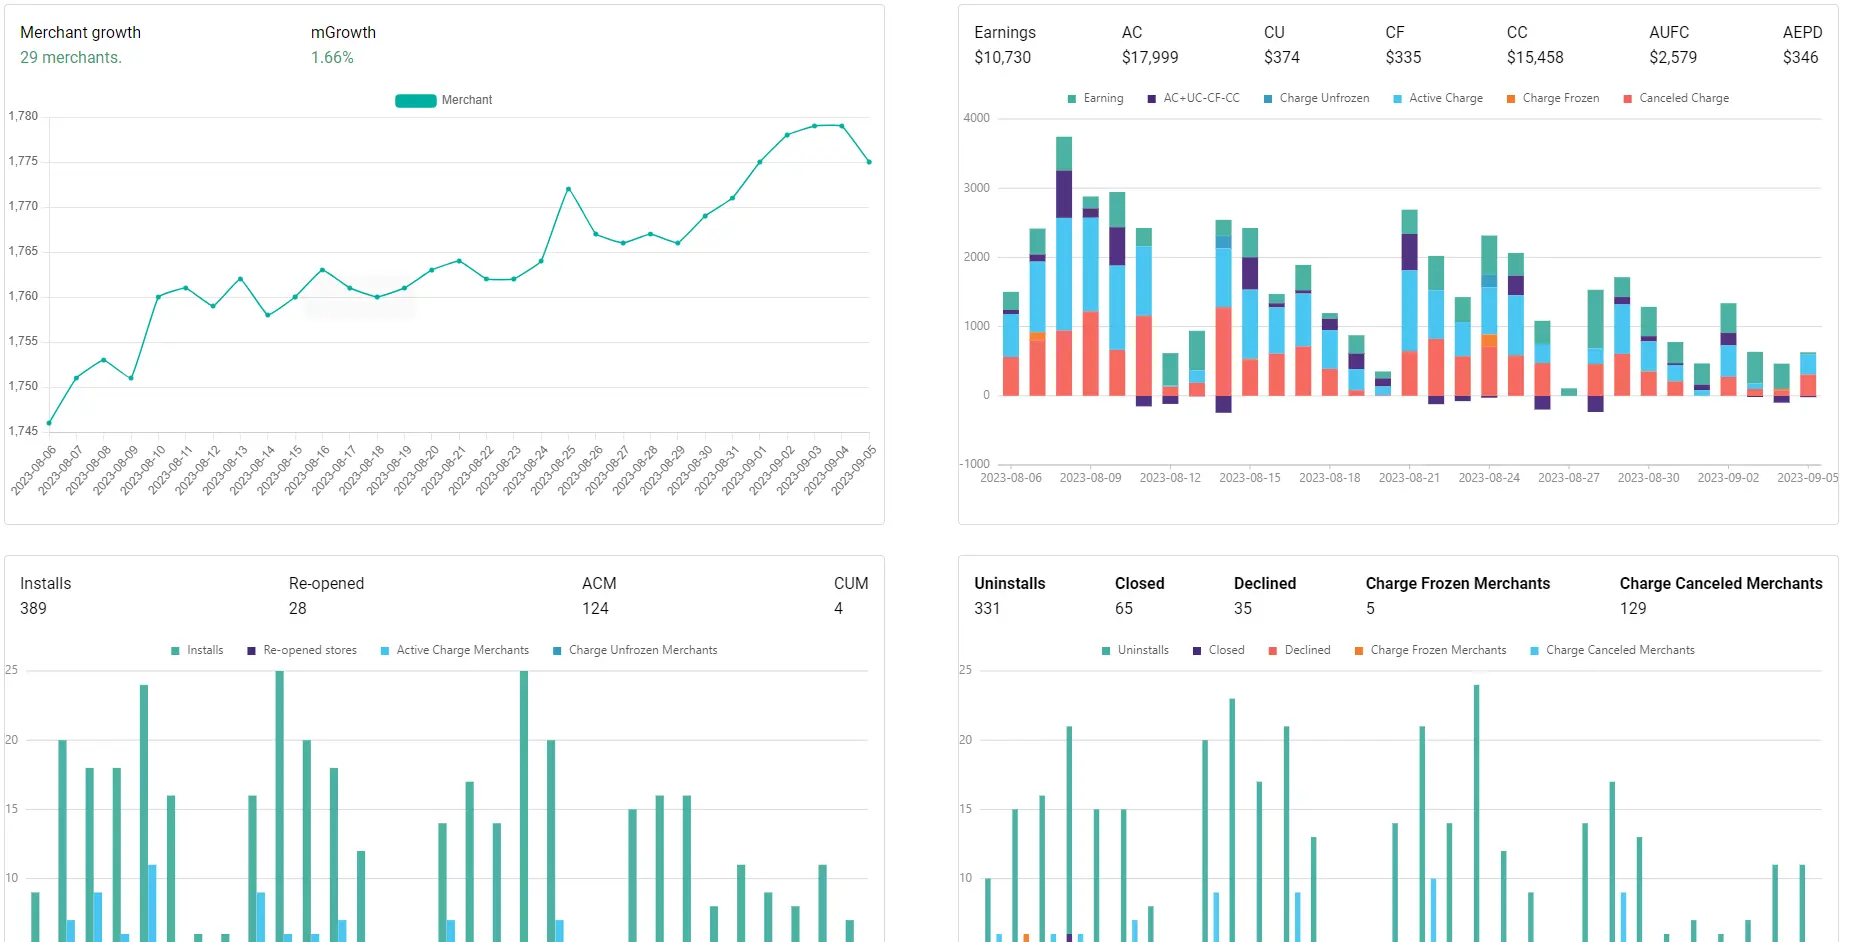 Merchant growth mGrowth
29 merchants. 1.66%
Merchant
1,780
1,775
1,770
1,765
1,760
1,755
1,750
1,745
2023-08-06 2023-08-07 2023-08-08 2023-08-09 2023-08-10 2023-08-11 2023-08-12 2023-08-13 2023-08-14 2023-08-15 2023-08-16 2023-08-17 2023-08-18 2023-08-19 2023-08-20 2023-08-21 2023-08-22 2023-08-23 2023-08-24 2023-08-25 2023-08-26 2023-08-27 2023-08-28 2023-08-29 2023-08-30 2023-08-31 2023-09-01 2023-09-02 2023-09-03 2023-09-04 2023-09-05
Earnings AC CU CF CC AUFC AEPD
$10,730 $17,999 $374 $335 $15,458 $2,579 $346
Earning AC+UC-CF-CC Charge Unfrozen Active Charge Charge Frozen Canceled Charge
4000
3000
2000
1000
0
-1000
2023-08-06 2023-08-09 2023-08-12 2023-08-15 2023-08-18 2023-08-21 2023-08-24 2023-08-27 2023-08-30 2023-09-02 2023-09-05
Installs Re-opened ACM CUM
389 28 124 4
Installs Re-opened stores Active Charge Merchants Charge Unfrozen Merchants
25
20
15
10
Uninstalls Closed Declined Charge Frozen Merchants Charge Canceled Merchants
331 65 35 5 129
Uninstalls Closed Declined Charge Frozen Merchants Charge Canceled Merchants
25
20
15
10